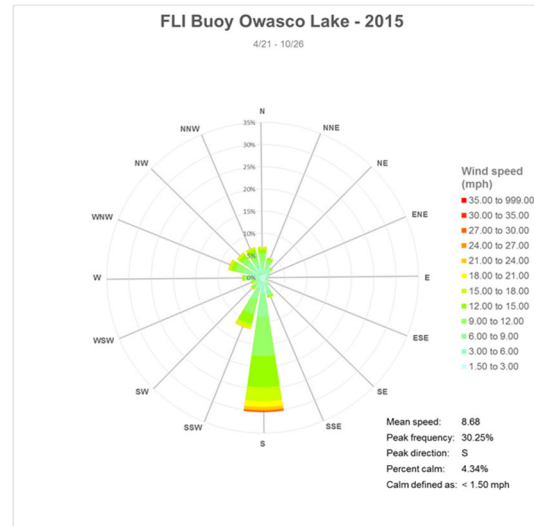 FLI Buoy Owasco Lake - 2015
4/21 - 10/26
N
NNW
NNE
35%
30%
NW
NE
25%
20%
Wind speed
(mph)
15%
35.00 to 999.00
WNW
ENE
10%
30.00 to 35.00
27.00 to 30.00
5%
24.00 to 27.00
W
0%
E
21.00 to 24.00
18.00 to 21.00
15.00 to 18.00
12.00 to 15.00
9.00 to 12.00
WSW
ESE
6.00 to 9.00
3.00 to 6.00
1.50 to 3.00
SW
SE
SSW
SSE
S
Mean speed: 8.68
Peak frequency: 30.25%
Peak direction: S
Percent calm: 4.34%
Calm defined as: < 1.50 mph